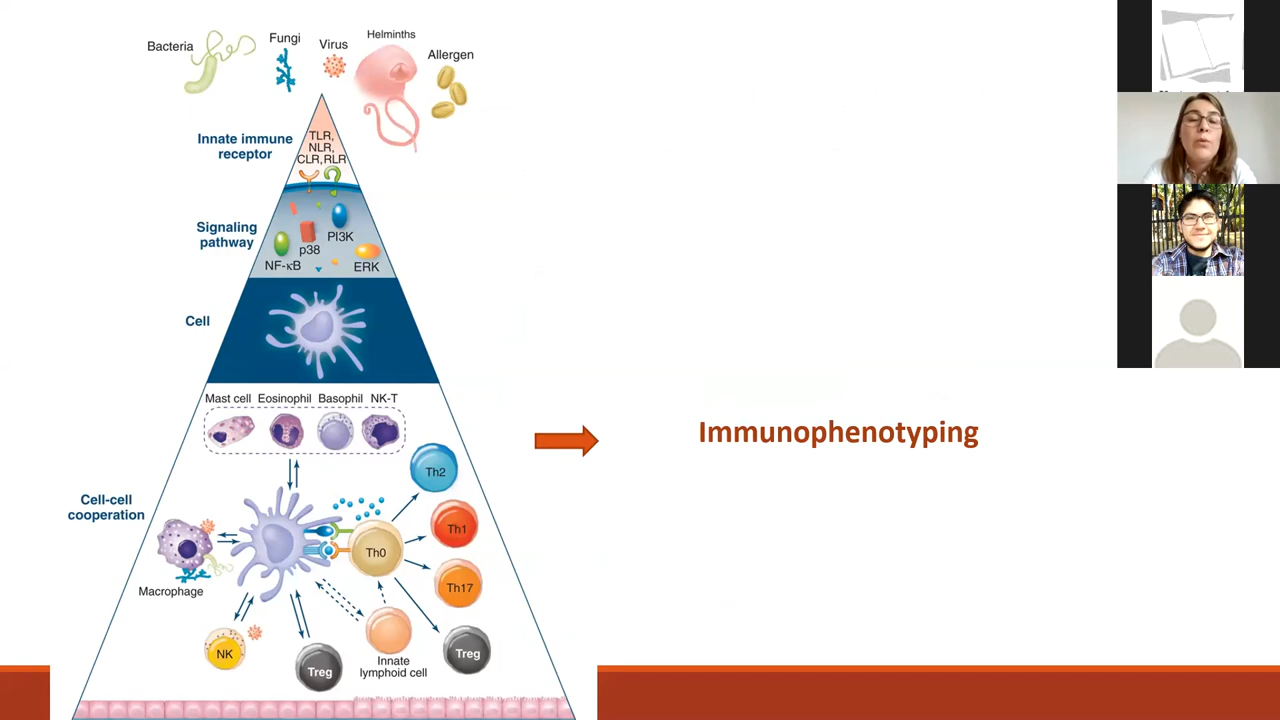 Bacteria
Fungi
Virus
Helminths
Allergen
Innate immune
receptor
TLR,
NLR,
CLR, RLR
Signaling
pathway
PI3K
p38
NF-κB
ERK
Cell
Mast cell
Eosinophil
Basophil
NK-T
Immunophenotyping
Th2
Cell-cell
cooperation
Th1
Th0
Th17
Macrophage
NK
Treg
Innate
lymphoid cell
Treg